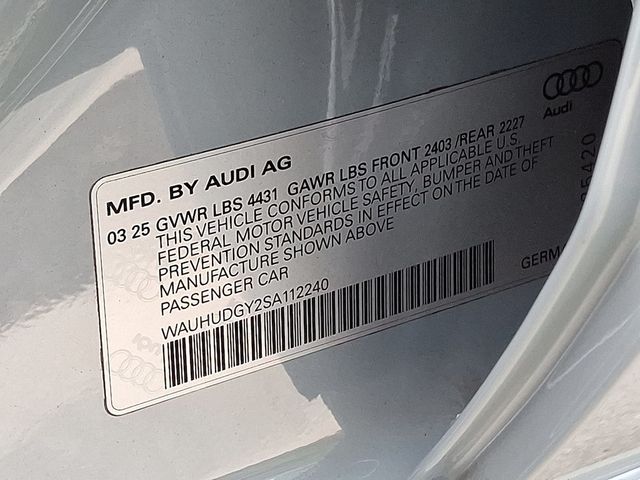 Audi
MFD. BY AUDI AG
03 25 GVWR LBS 4431 GAWR LBS FRONT 2403 /REAR 2227
THIS VEHICLE CONFORMS TO ALL APPLICABLE U.S.
FEDERAL MOTOR VEHICLE SAFETY, BUMPER AND THEFT
PREVENTION STANDARDS IN EFFECT ON THE DATE OF
MANUFACTURE SHOWN ABOVE
PASSENGER CAR
WAUHUDGY2SA112240